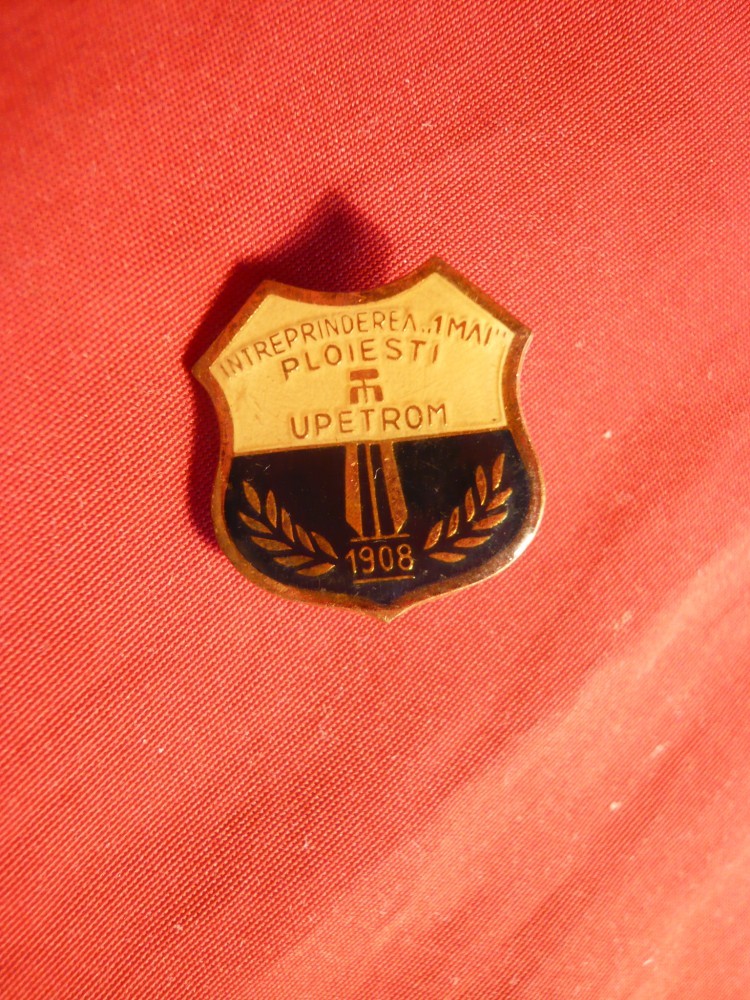 INTREPRINDEREA „1 MAI"
PLOIESTI
UPETROM
1908